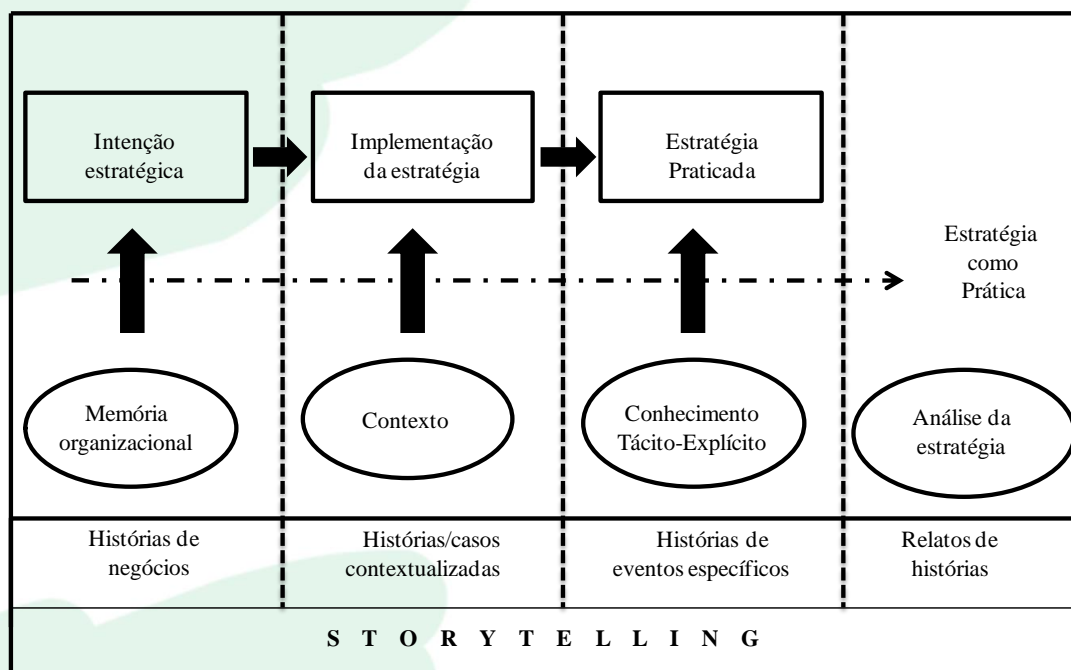 Intenção
estratégica
Implementação
da estratégia
Estratégia
Praticada
Estratégia
como
Prática
Memória
organizacional
Contexto
Conhecimento
Tácito-Explícito
Análise da
estratégia
Histórias de
negócios
Histórias/casos
contextualizadas
Histórias de
eventos específicos
Relatos de
histórias
S T O R Y T E L L I N G